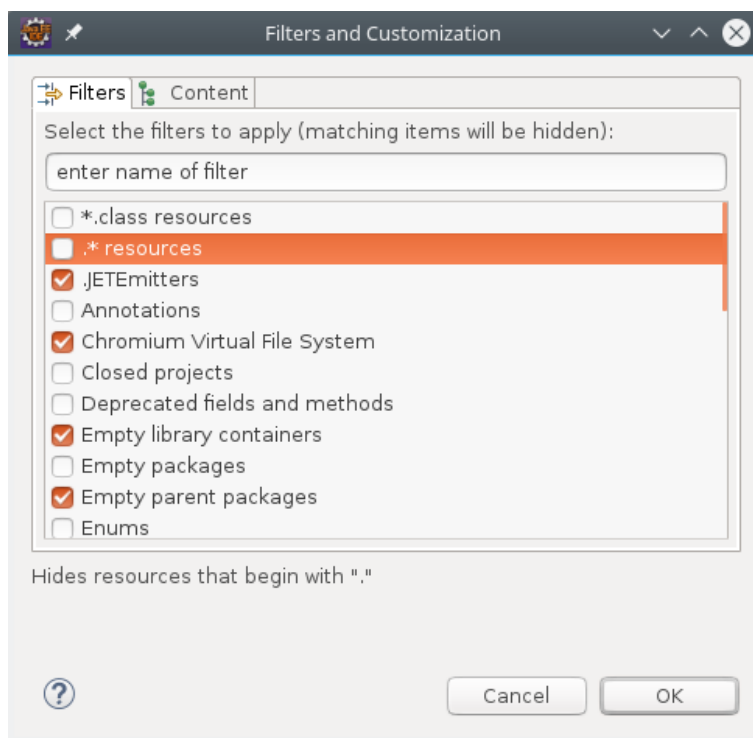 Filters and Customization
Filters Content
Select the filters to apply (matching items will be hidden):
enter name of filter
*.class resources
.* resources
.JETEmitters
Annotations
Chromium Virtual File System
Closed projects
Deprecated fields and methods
Empty library containers
Empty packages
Empty parent packages
Enums
Hides resources that begin with "."
? Cancel OK